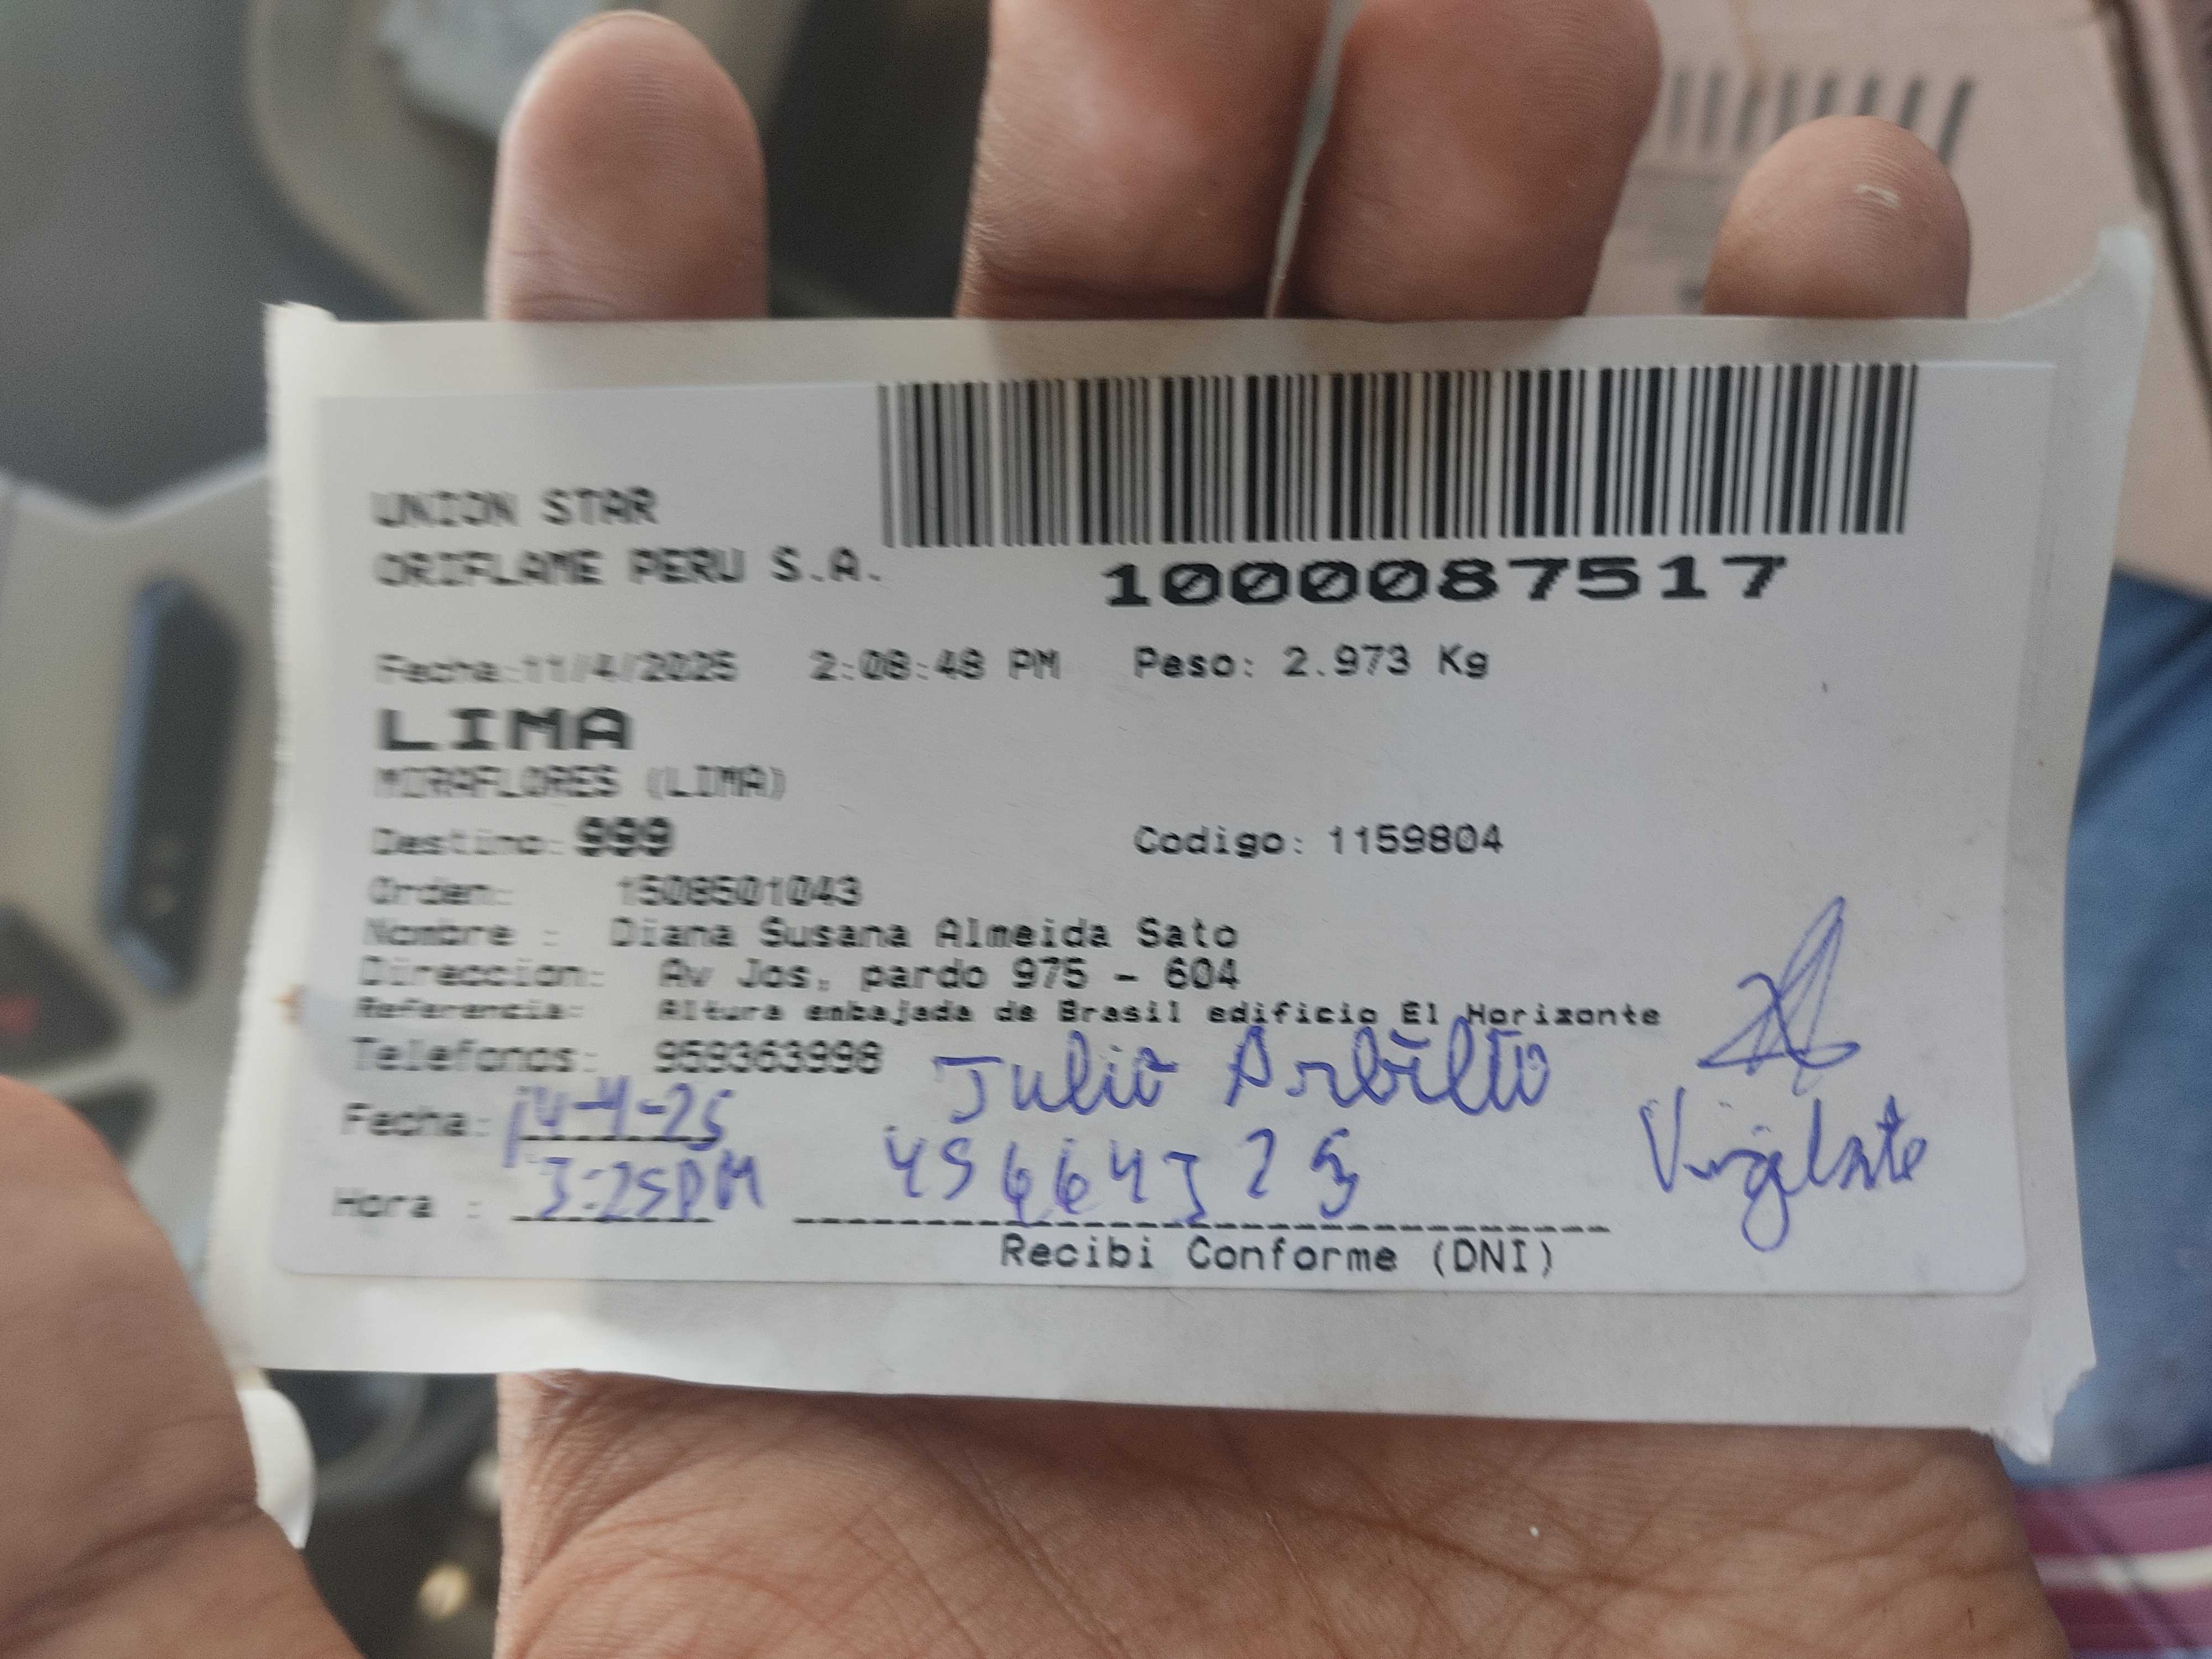 UNION STAR
ORIFLAME PERU S.A.
1000087517
Fecha:11/4/2025 2:08:48 PM Peso: 2.973 Kg
LIMA
MIRAFLORES (LIMA)
Destino: 999 Codigo: 1159804
Orden: 1508501043
Nombre : Diana Susana Almeida Sato
Direccion: Av Jos. pardo 975 - 604
Referencia: Altura embajada de Brasil edificio El Horizonte
Telefonos: 959363998 Julio
Fecha: 14-4-25
Hora : 3:25PM Vigilante
Recibi Conforme (DNI)